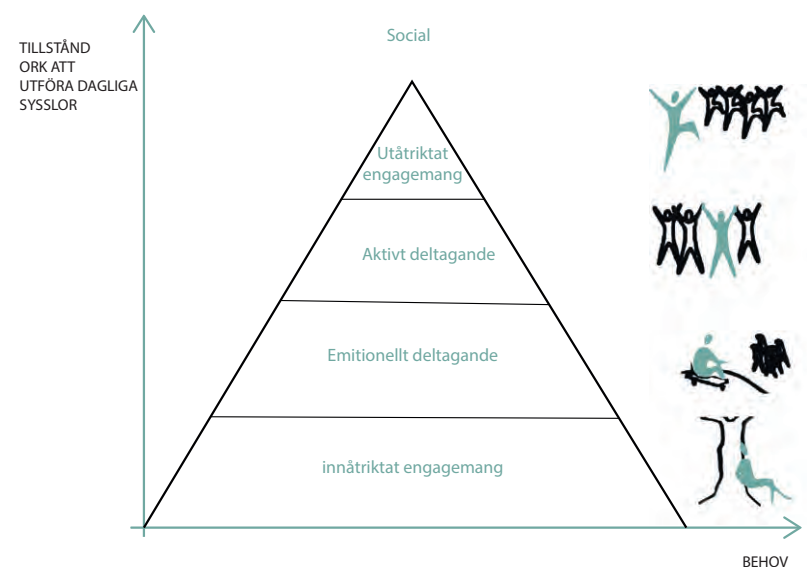 TILLSTÅND
ORK ATT
UTFÖRA DAGLIGA
SYSSLOR
Social
Utåtriktat
engagemang
Aktivt deltagande
Emitionellt deltagande
innåtriktat engagemang
BEHOV